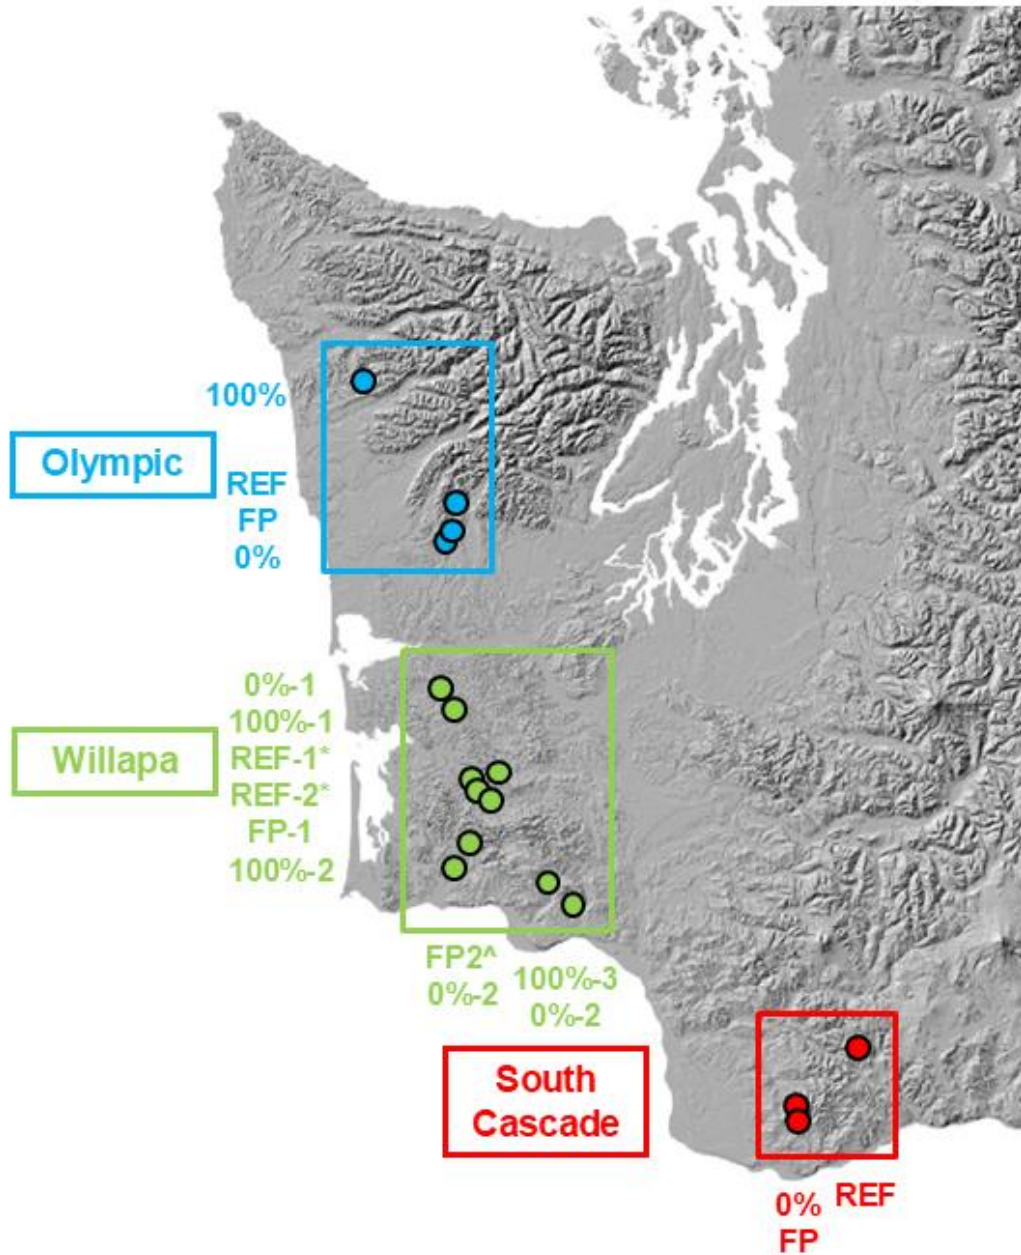 100%
Olympic
REF
FP
0%
0%-1
100%-1
Willapa
REF-1*
REF-2*
FP-1
100%-2
FP2^
0%-2
100%-3
0%-2
South
Cascade
0%
FP
REF